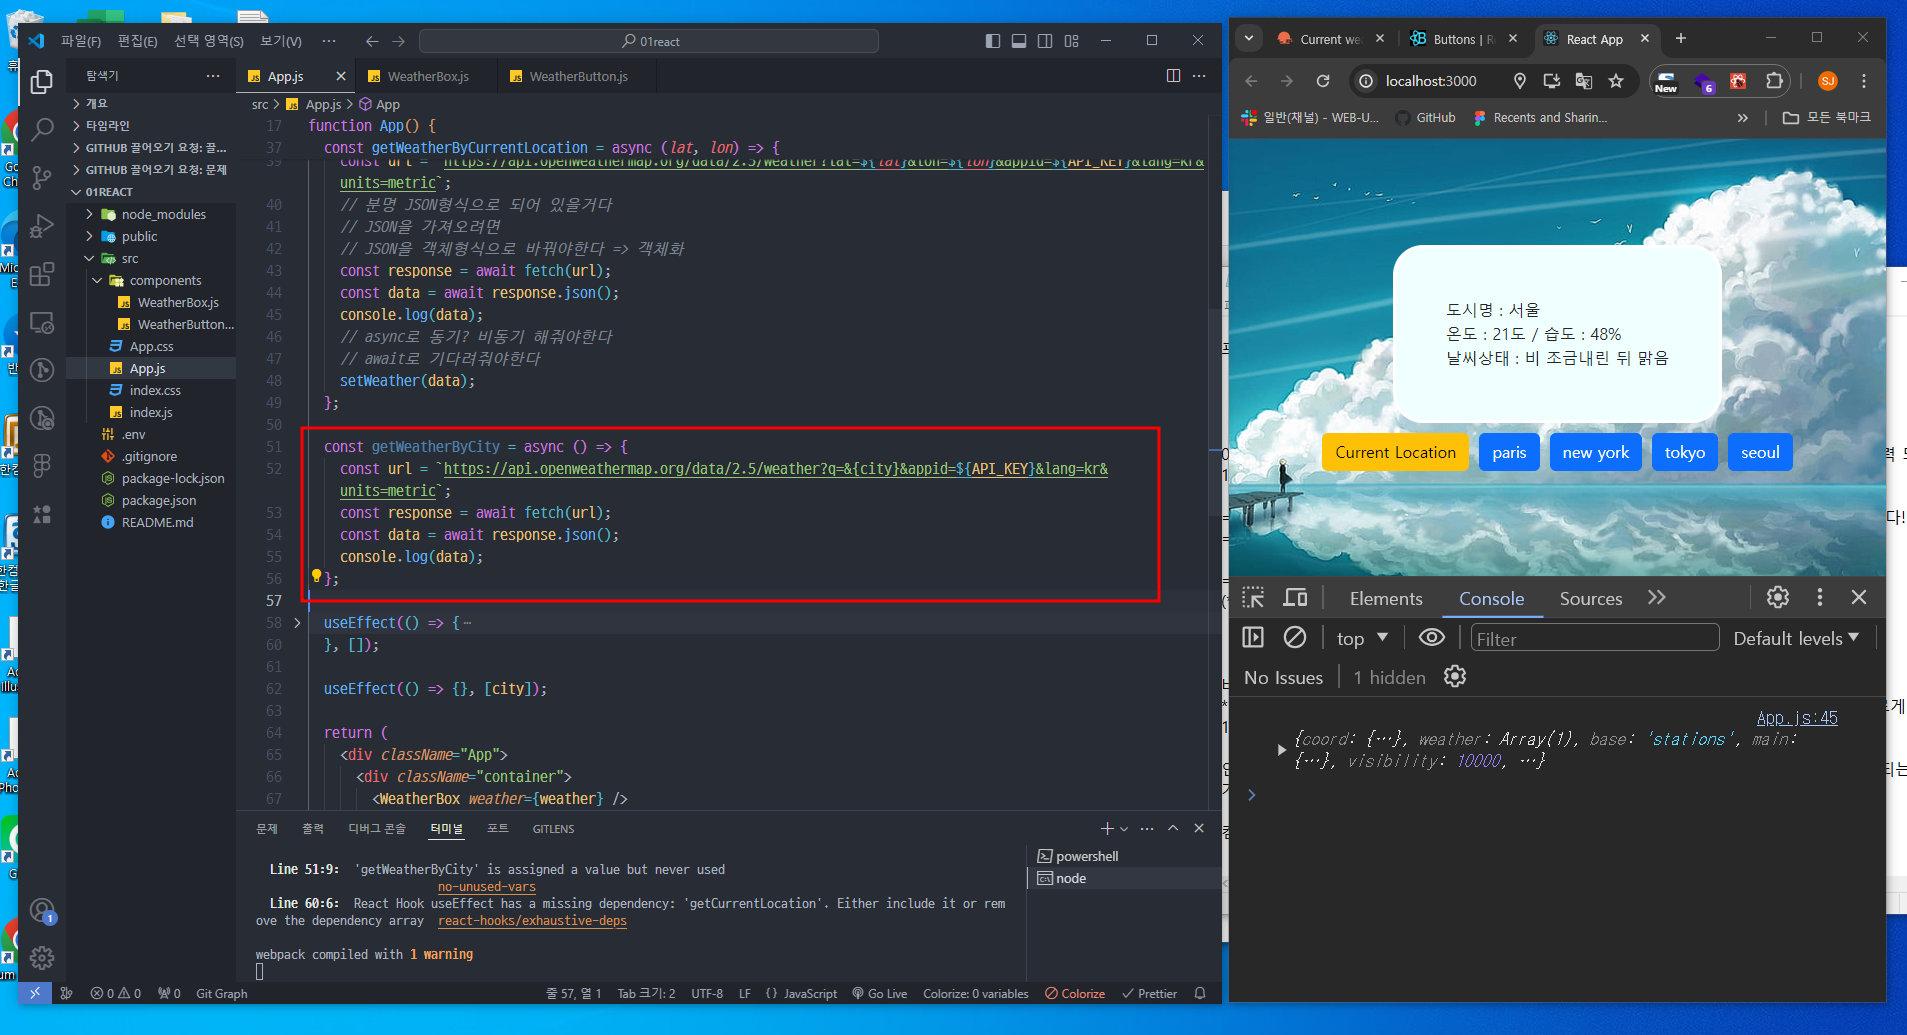 파일(F) 편집(E) 선택 영역(S) 보기(V) ··· 01react
탐색기 ···
App.js WeatherBox.js WeatherButton.js ···
개요
타임라인
GITHUB 끌어오기 요청: 끌...
GITHUB 끌어오기 요청: 문제
01REACT
node_modules
public
src
components
WeatherBox.js
WeatherButton...
App.css
App.js
index.css
index.js
.env
.gitignore
package-lock.json
package.json
README.md
1
src > App.js > App
17 function App() {
37 const getWeatherByCurrentLocation = async (lat, lon) => {
39 const url = `https://api.openweathermap.org/data/2.5/weather?lat=${lat}&lon=${lon}&appid=${API_KEY}&lang=kr&
units=metric`;
40 // 분명 JSON형식으로 되어 있을거다
41 // JSON을 가져오려면
42 // JSON을 객체형식으로 바꿔야한다 => 객체화
43 const response = await fetch(url);
44 const data = await response.json();
45 console.log(data);
46 // async로 동기? 비동기 해줘야한다
47 // await로 기다려줘야한다
48 setWeather(data);
49 };
50
51 const getWeatherByCity = async () => {
52 const url = `https://api.openweathermap.org/data/2.5/weather?q=&{city}&appid=${API_KEY}&lang=kr&
units=metric`;
53 const response = await fetch(url);
54 const data = await response.json();
55 console.log(data);
56 };
57
58 useEffect(() => {···
60 }, []);
61
62 useEffect(() => {}, [city]);
63
64 return (
65 <div className="App">
66 <div className="container">
67 <WeatherBox weather={weather} />
문제 출력 디버그 콘솔 터미널 포트 GITLENS
Line 51:9: 'getWeatherByCity' is assigned a value but never used
no-unused-vars
Line 60:6: React Hook useEffect has a missing dependency: 'getCurrentLocation'. Either include it or rem
ove the dependency array react-hooks/exhaustive-deps
webpack compiled with 1 warning
powershell
node
0 0 0 Git Graph 줄 57, 열 1 Tab 크기: 2 UTF-8 LF {} JavaScript Go Live Colorize: 0 variables Colorize Prettier
Current we Buttons | R React App
localhost:3000 New 6 SJ
일반(채널) - WEB-U... GitHub Recents and Sharin... 모든 북마크
도시명 : 서울
온도 : 21도 / 습도 : 48%
날씨상태 : 비 조금내린 뒤 맑음
Current Location paris new york tokyo seoul
Elements Console Sources
top Filter Default levels
No Issues 1 hidden
App.js:45
{coord: {…}, weather: Array(1), base: 'stations', main:
{…}, visibility: 10000, …}